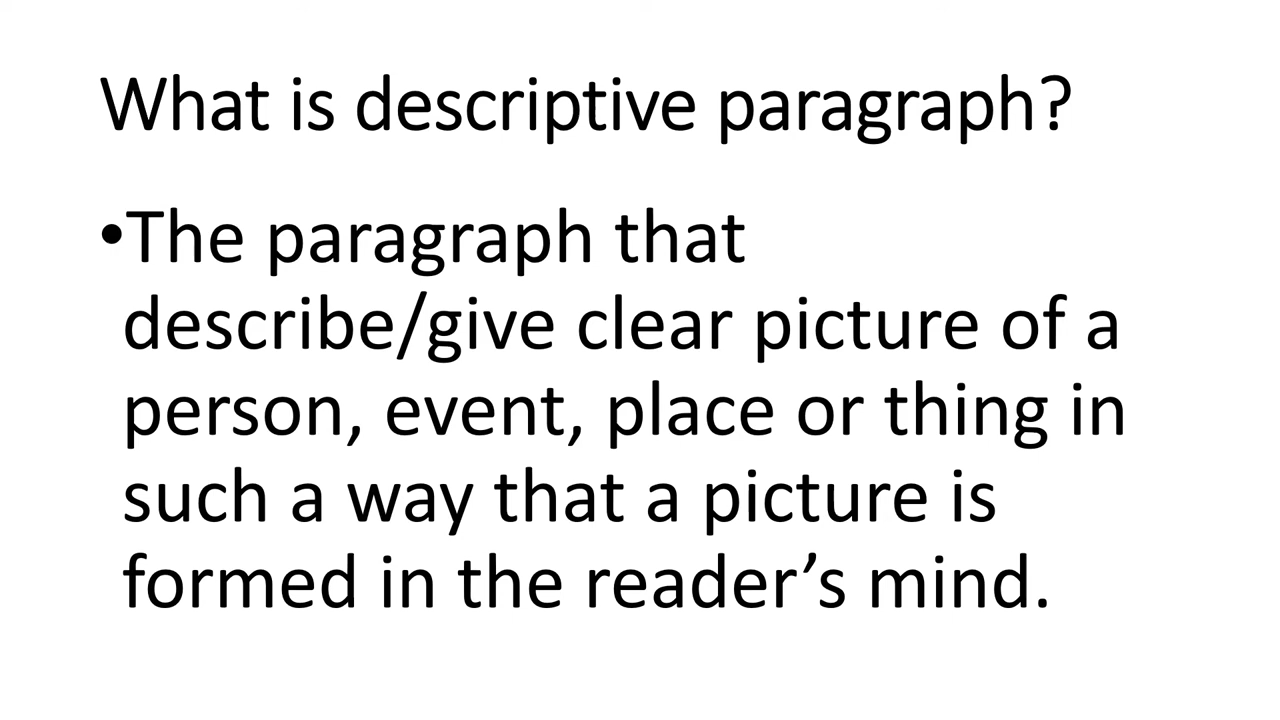 What is descriptive paragraph?
•The paragraph that
describe/give clear picture of a
person, event, place or thing in
such a way that a picture is
formed in the reader’s mind.